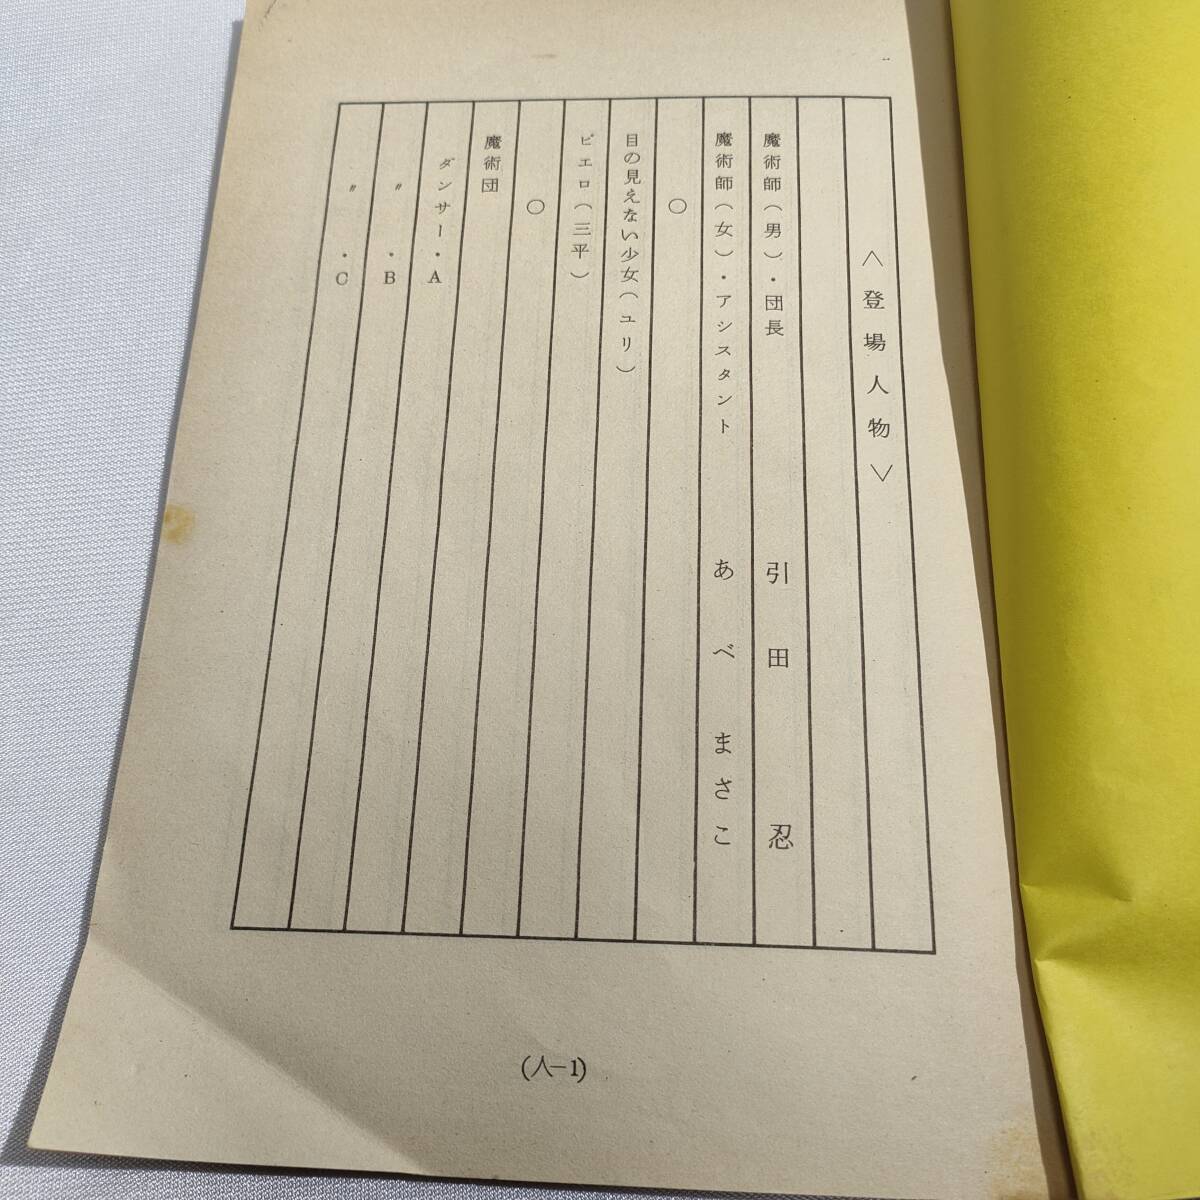 〈登場人物〉
魔術師(男)・団長　引田　忍
魔術師(女)・アシスタント　あべ　まさこ
○
目の見えない少女(ユリ)
ピエロ(三平)
○
魔術団
ダンサー・A
〃・B
〃・C
(人-1)